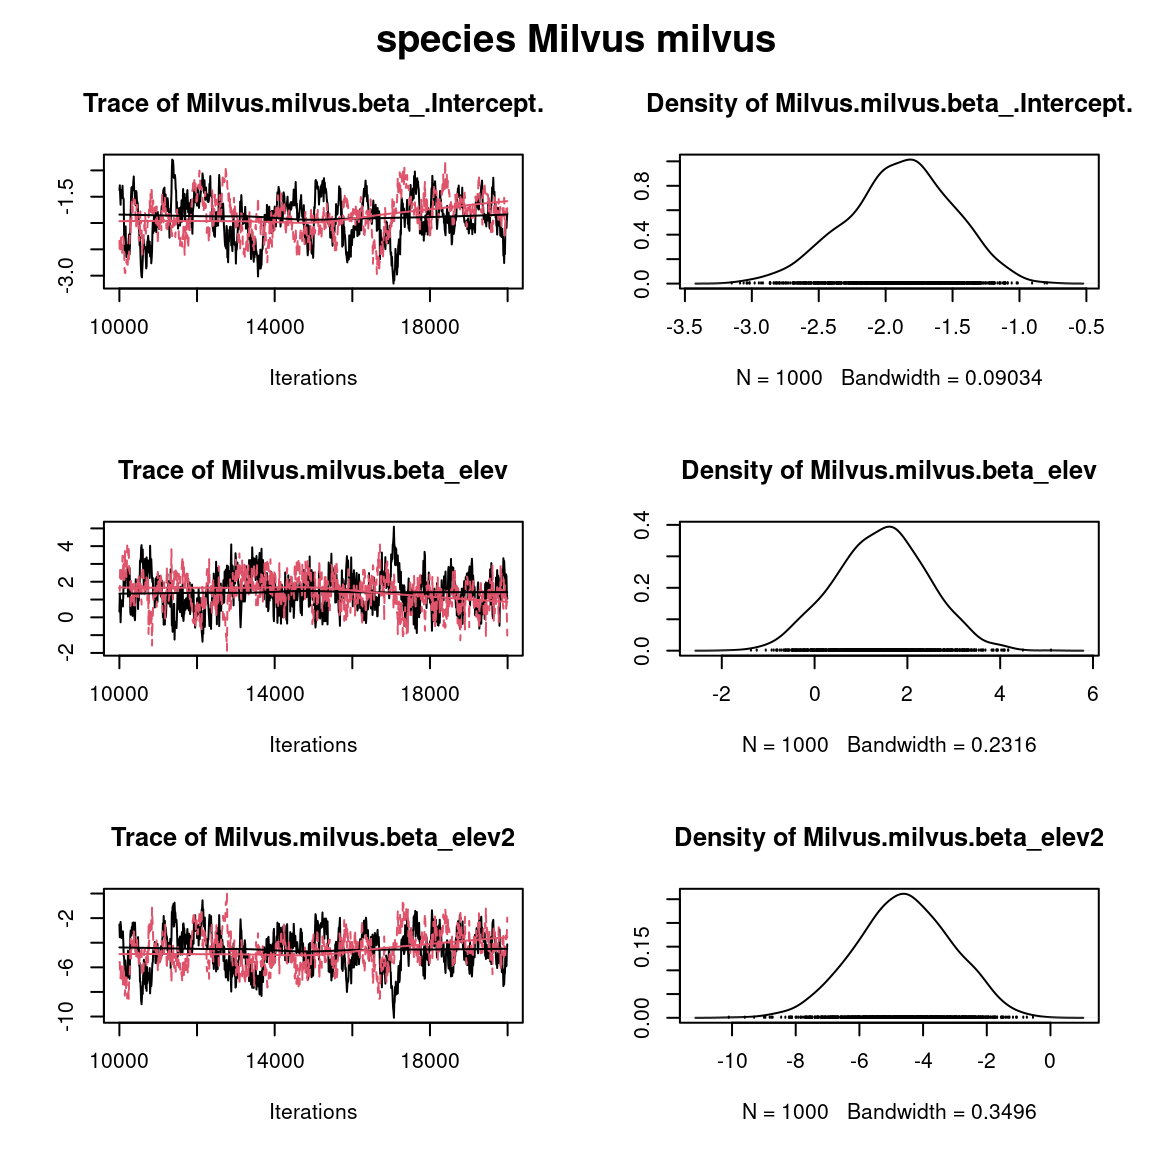 species Milvus milvus
Trace of Milvus.milvus.beta_.Intercept.
-3.0 -1.5
10000 14000 18000
Iterations
Density of Milvus.milvus.beta_.Intercept.
0.0 0.4 0.8
-3.5 -3.0 -2.5 -2.0 -1.5 -1.0 -0.5
N = 1000 Bandwidth = 0.09034
Trace of Milvus.milvus.beta_elev
-2 0 2 4
10000 14000 18000
Iterations
Density of Milvus.milvus.beta_elev
0.0 0.2 0.4
-2 0 2 4 6
N = 1000 Bandwidth = 0.2316
Trace of Milvus.milvus.beta_elev2
-10 -6 -2
10000 14000 18000
Iterations
Density of Milvus.milvus.beta_elev2
0.00 0.15
-10 -8 -6 -4 -2 0
N = 1000 Bandwidth = 0.3496